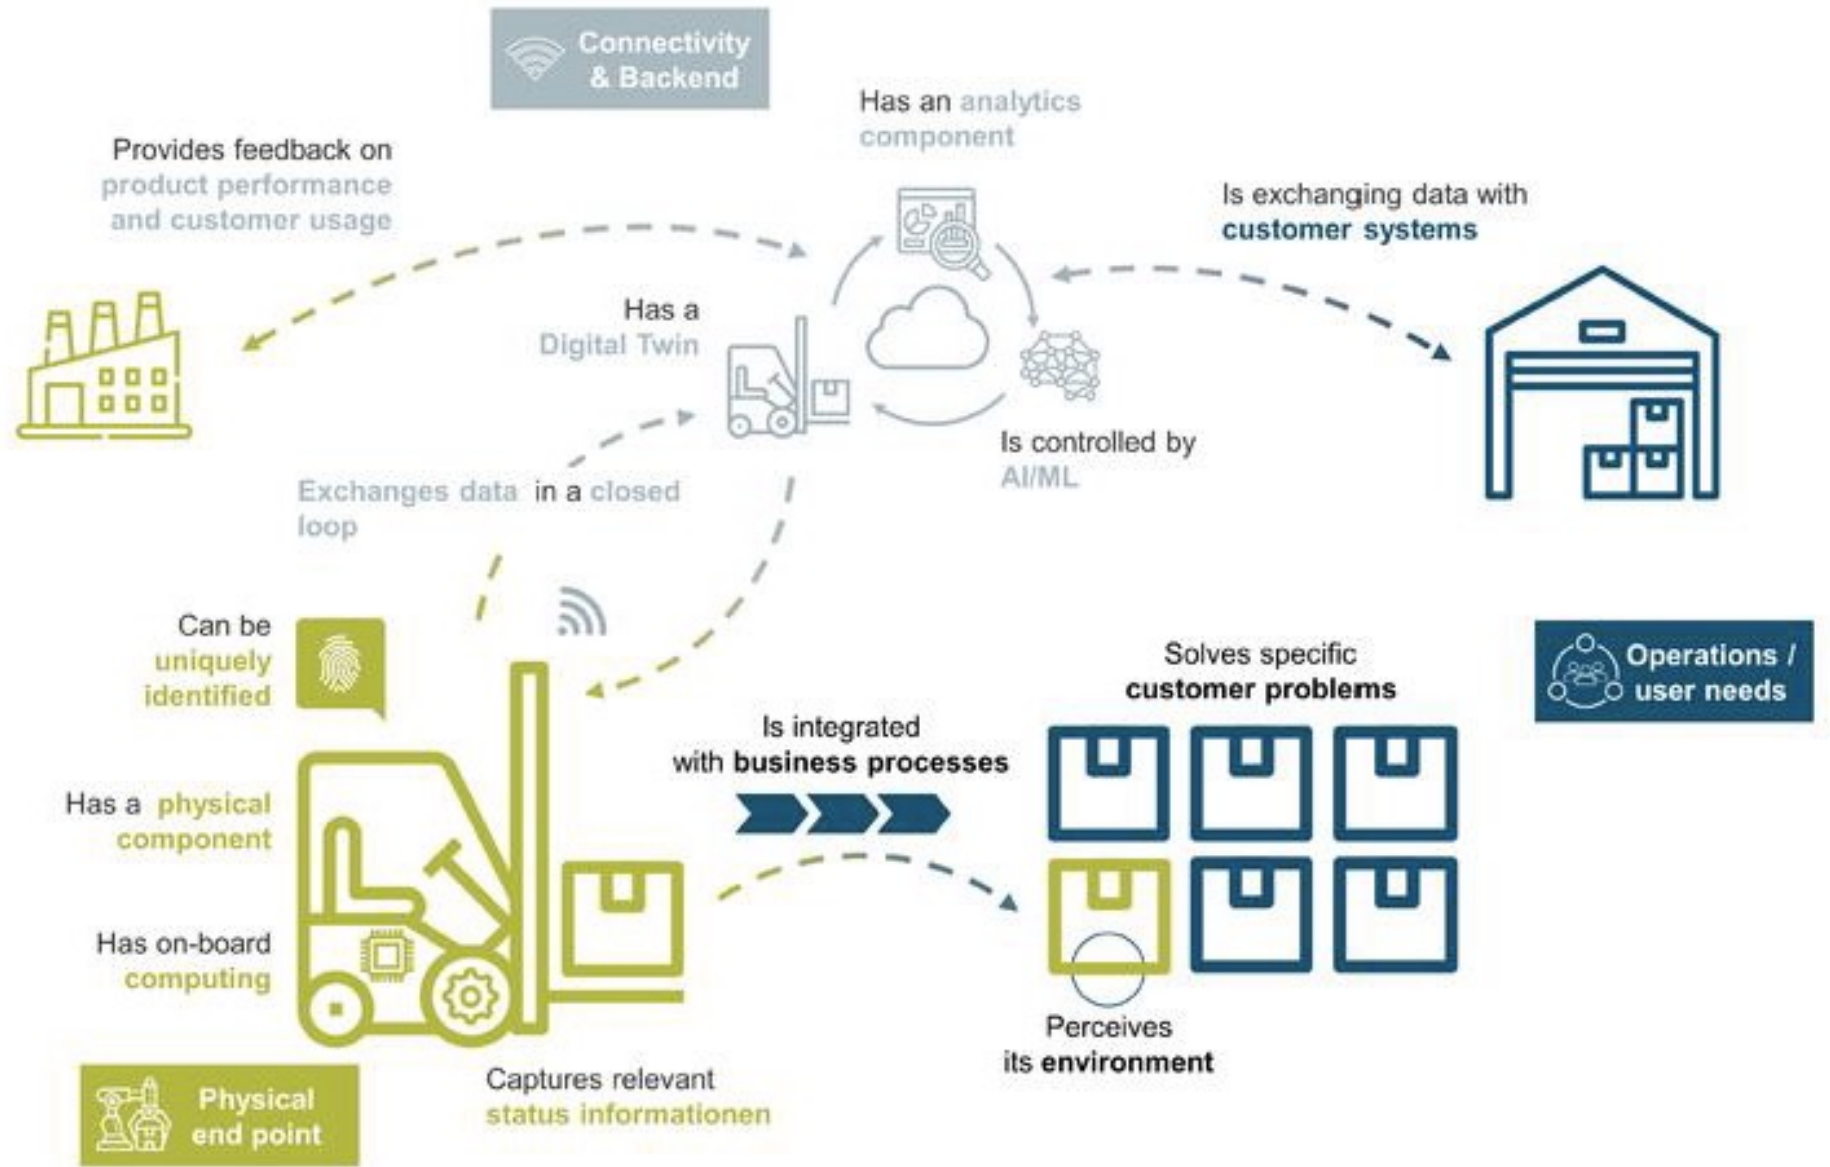 Connectivity
& Backend
Has an analytics
component
Provides feedback on
product performance
and customer usage
Is exchanging data with
customer systems
Has a
Digital Twin
Is controlled by
AI/ML
Exchanges data in a closed
loop
Can be
uniquely
identified
Has a physical
component
Has on-board
computing
Physical
end point
Captures relevant
status informationen
Is integrated
with business processes
Solves specific
customer problems
Perceives
its environment
Operations /
user needs